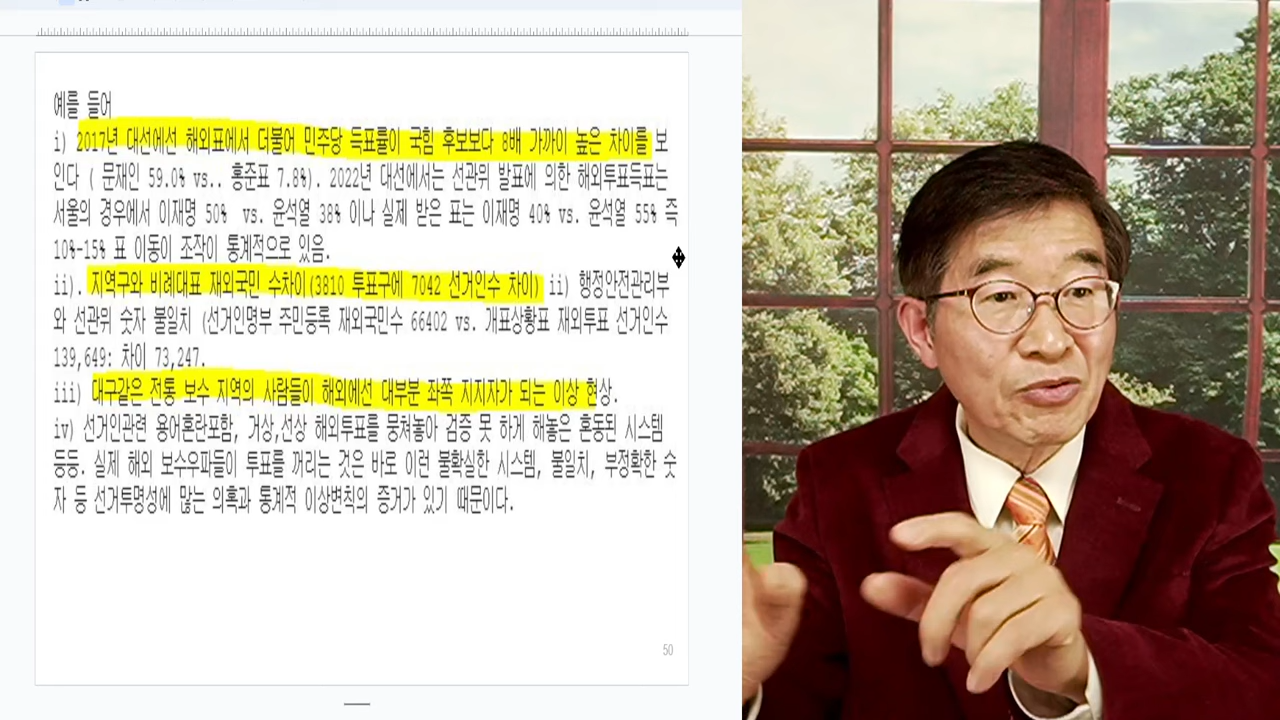 예를 들어
i) 2017년 대선에선 해외표에서 더불어 민주당 득표률이 국힘 후보보다 8배 가까이 높은 차이를 보
인다 ( 문재인 59.0% vs.. 홍준표 7.8%). 2022년 대선에서는 선관위 발표에 의한 해외투표득표는
서울의 경우에서 이재명 50% vs. 윤석열 38% 이나 실제 받은 표는 이재명 40% vs. 윤석열 55% 즉
10%-15% 표 이동이 조작이 통계적으로 있음.
ii). 지역구와 비례대표 재외국민 수차이(3810 투표구에 7042 선거인수 차이) ii) 행정안전관리부
와 선관위 숫자 불일치 (선거인명부 주민등록 재외국민수 66402 vs. 개표상황표 재외투표 선거인수
139,649: 차이 73,247.
iii) 대구같은 전통 보수 지역의 사람들이 해외에선 대부분 좌쪽 지지자가 되는 이상 현상.
iv) 선거인관련 용어혼란포함, 거상,선상 해외투표를 뭉쳐놓아 검증 못 하게 해놓은 혼동된 시스템
등등. 실제 해외 보수우파들이 투표를 꺼리는 것은 바로 이런 불확실한 시스템, 불일치, 부정확한 숫
자 등 선거투명성에 많는 의혹과 통계적 이상변칙의 증거가 있기 때문이다.
50